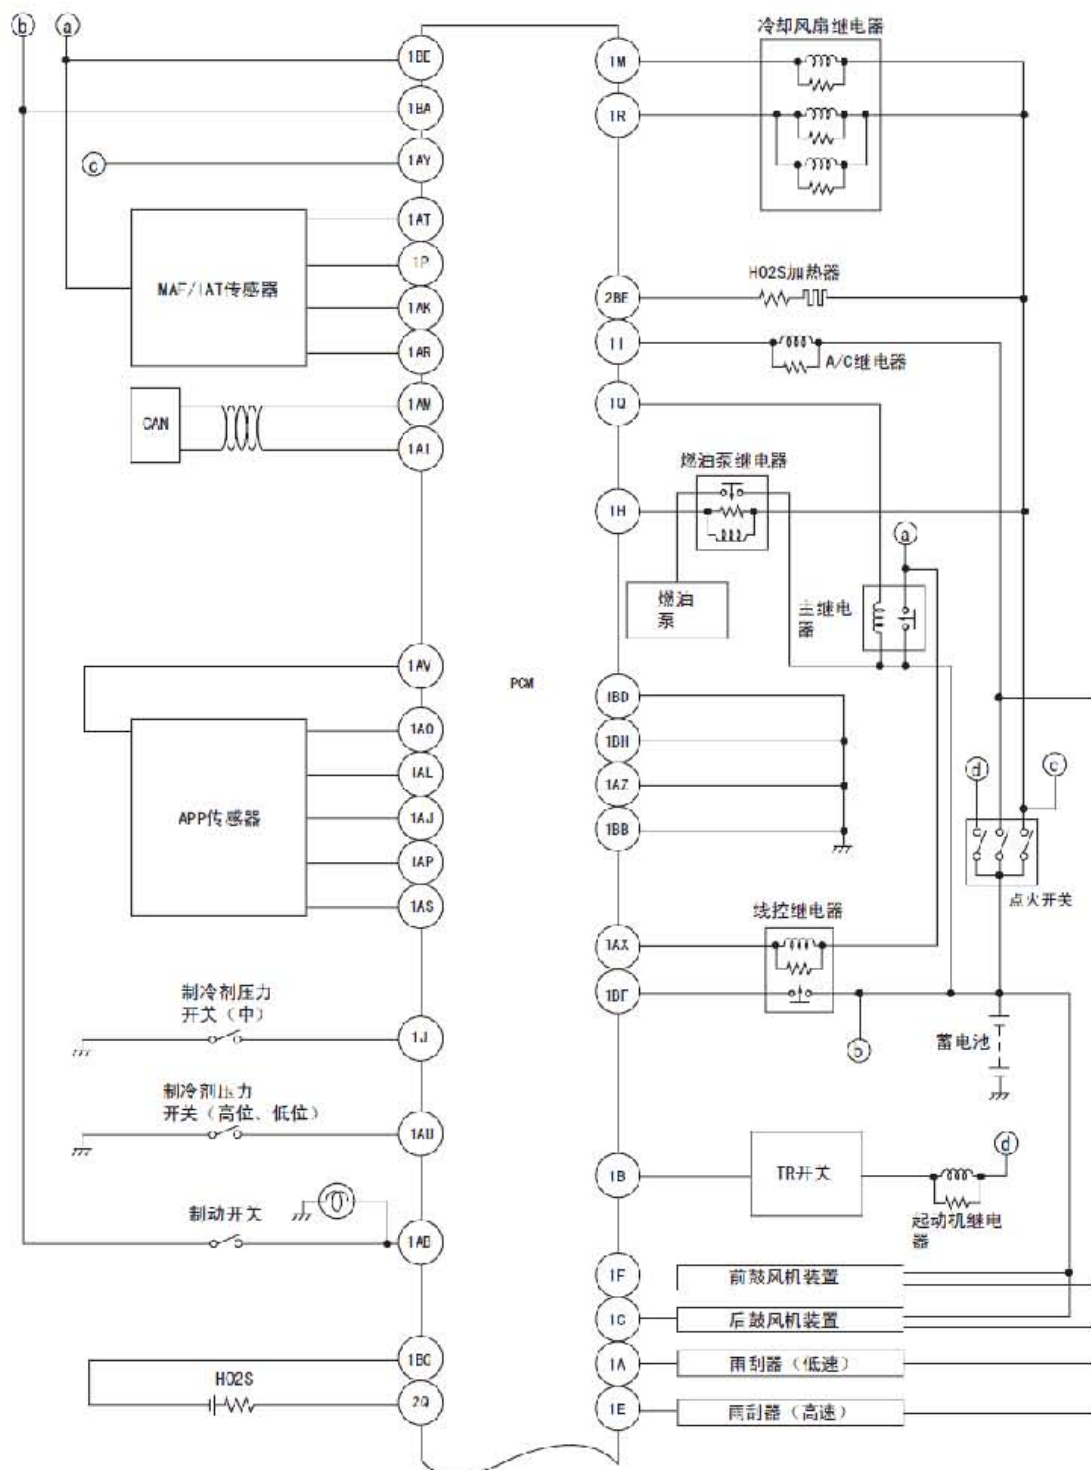 b
a
1BE
1BA
c
1AY
1AT
1P
MAF/IAT传感器
1AK
1AR
1AM
CAN
1AI
1AV
1AO
1AL
APP传感器
1AJ
1AP
1AS
制冷剂压力
开关（中）
1J
制冷剂压力
开关（高位、低位）
1AU
制动开关
1AB
1BC
HO2S
2Q
PCM
冷却风扇继电器
1M
1R
HO2S加热器
2BE
1I
A/C继电器
1Q
燃油泵继电器
1H
a
燃油
泵
主继电
器
1BD
1BH
1AZ
1BB
d
c
点火开关
线控继电器
1AX
1BF
b
蓄电池
d
1B
TR开关
起动机继电
器
1F
前鼓风机装置
1C
后鼓风机装置
1A
雨刮器（低速）
1E
雨刮器（高速）